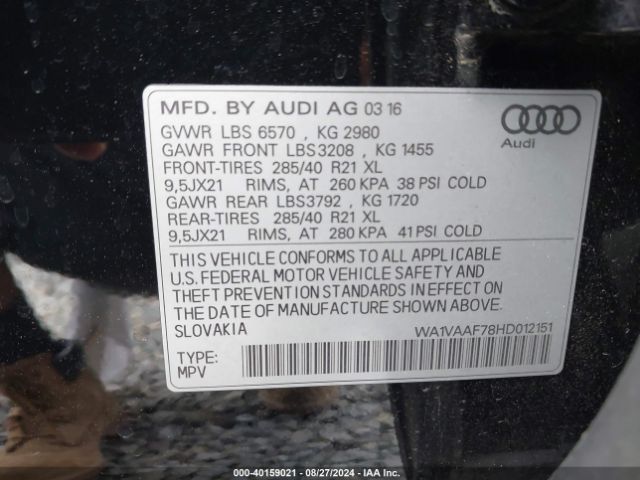 MFD. BY AUDI AG 03 16
GVWR LBS 6570 , KG 2980
GAWR FRONT LBS3208 , KG 1455
FRONT-TIRES 285/40 R21 XL
9,5JX21 RIMS, AT 260 KPA 38 PSI COLD
GAWR REAR LBS3792 , KG 1720
REAR-TIRES 285/40 R21 XL
9,5JX21 RIMS, AT 280 KPA 41 PSI COLD
Audi
THIS VEHICLE CONFORMS TO ALL APPLICABLE
U.S. FEDERAL MOTOR VEHICLE SAFETY AND
THEFT PREVENTION STANDARDS IN EFFECT ON
THE DATE OF MANUFACTURE SHOWN ABOVE.
SLOVAKIA WA1VAAF78HD012151
TYPE:
MPV
000-40159021 - 08/27/2024 - IAA Inc.